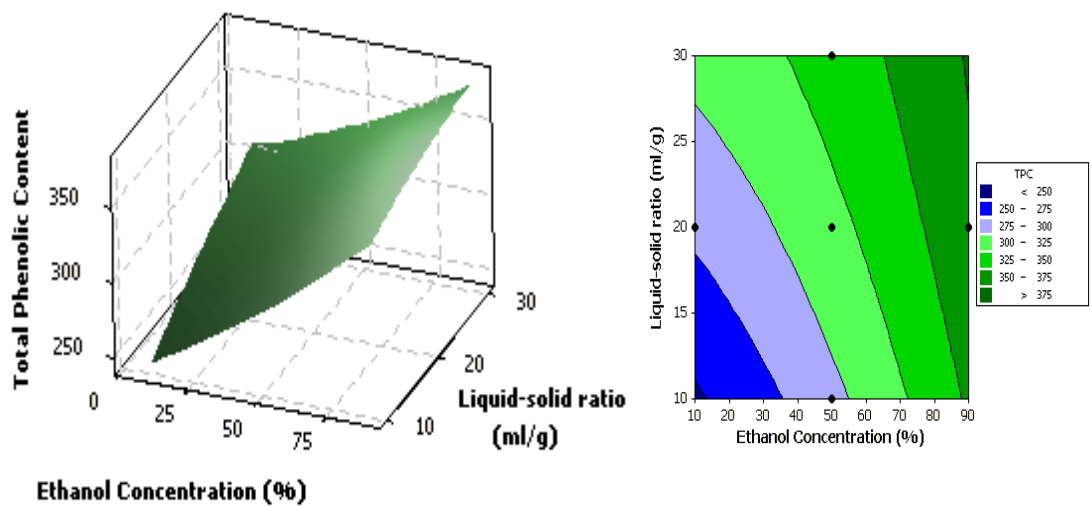 Total Phenolic Content
350
300
250
0
25
50
75
10
20
30
Liquid-solid ratio
(ml/g)
Ethanol Concentration (%)
Liquid-solid ratio (ml/g)
30
25
20
15
10
10 20 30 40 50 60 70 80 90
Ethanol Concentration (%)
TPC
< 250
250 – 275
275 – 300
300 – 325
325 – 350
350 – 375
> 375